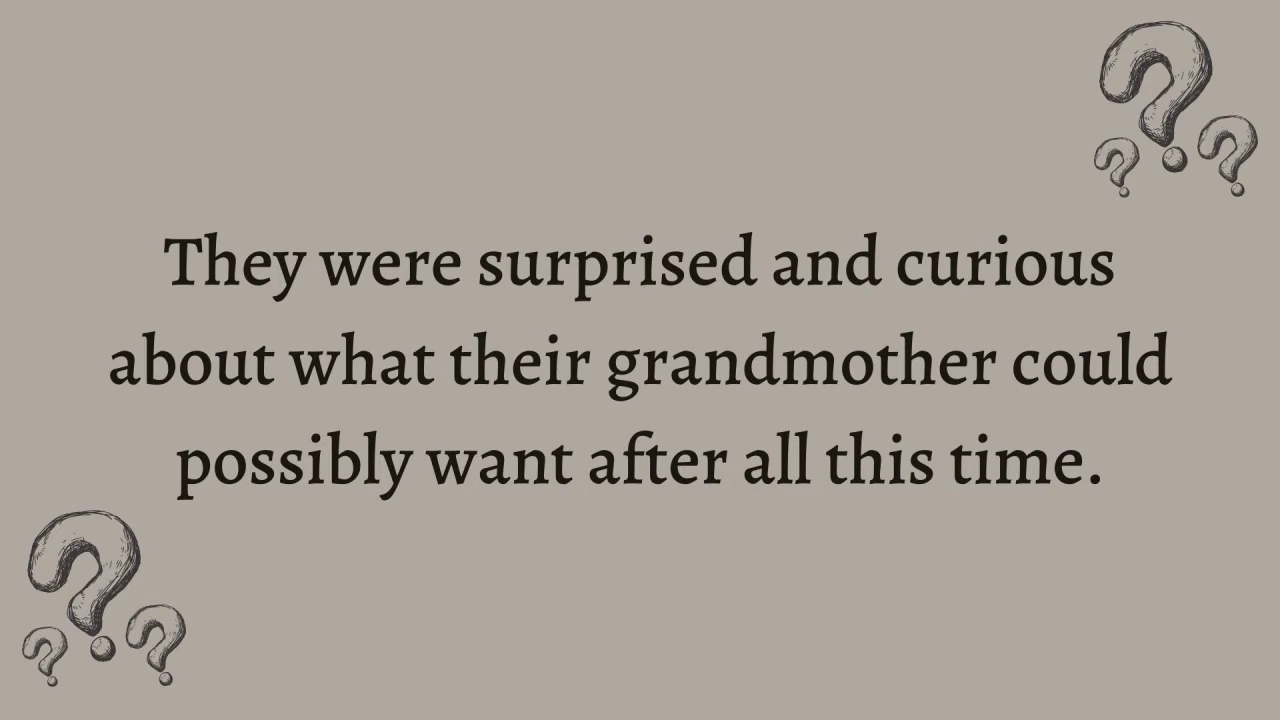 They were surprised and curious
about what their grandmother could
possibly want after all this time.